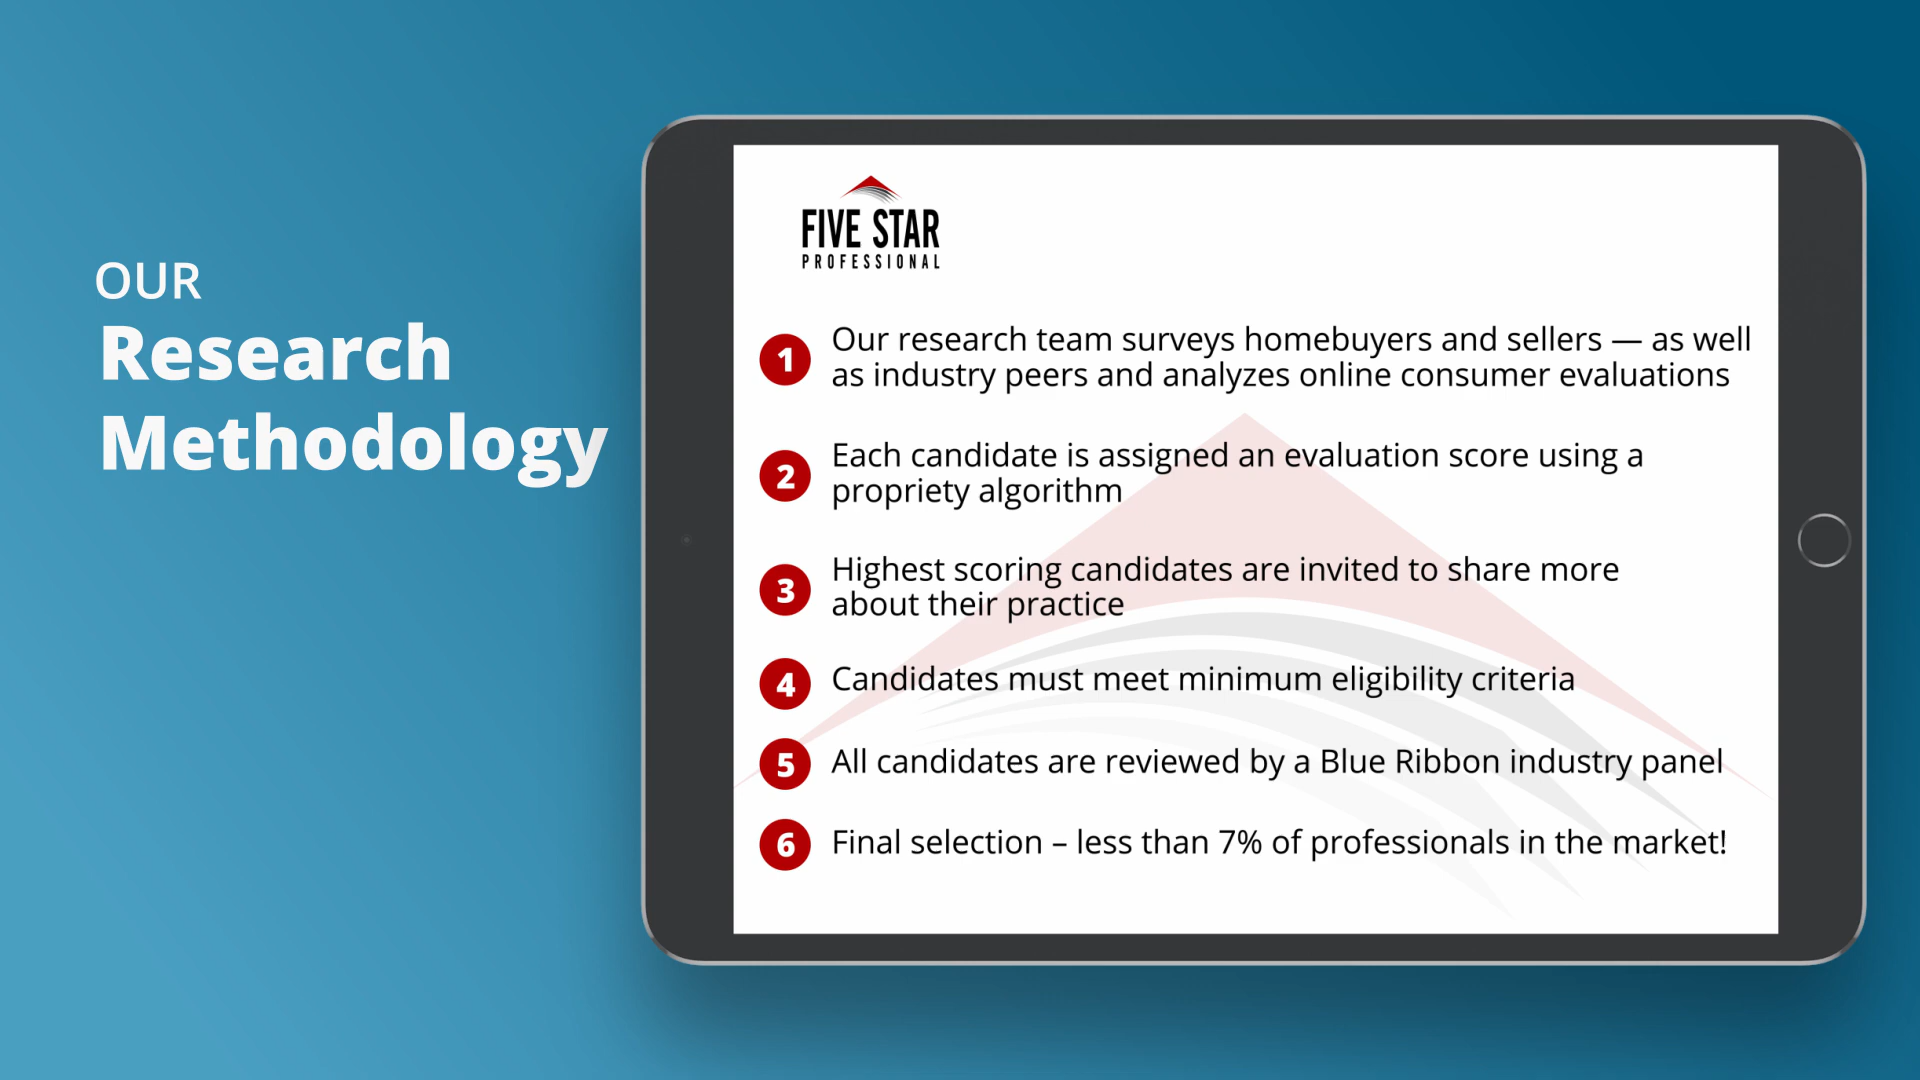 OUR
Research
Methodology
FIVE STAR
PROFESSIONAL
1 Our research team surveys homebuyers and sellers — as well
as industry peers and analyzes online consumer evaluations
2 Each candidate is assigned an evaluation score using a
propriety algorithm
3 Highest scoring candidates are invited to share more
about their practice
4 Candidates must meet minimum eligibility criteria
5 All candidates are reviewed by a Blue Ribbon industry panel
6 Final selection – less than 7% of professionals in the market!